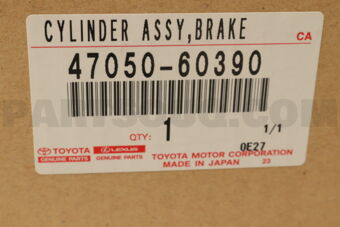 CYLINDER ASSY,BRAKE
CA
47050-60390
QTY: 1 1/1
0E27
TOYOTA LEXUS TOYOTA MOTOR CORPORATION
GENUINE PARTS GENUINE PARTS MADE IN JAPAN 23